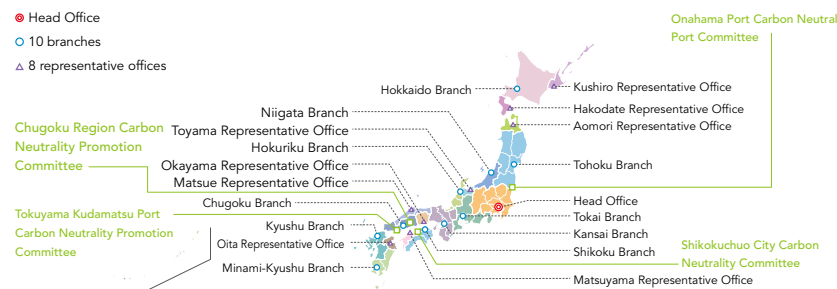 Head Office
10 branches
8 representative offices
Onahama Port Carbon Neutral
Port Committee
Hokkaido Branch
Kushiro Representative Office
Hakodate Representative Office
Aomori Representative Office
Niigata Branch
Chugoku Region Carbon
Neutrality Promotion
Committee
Toyama Representative Office
Hokuriku Branch
Okayama Representative Office
Matsue Representative Office
Tohoku Branch
Chugoku Branch
Head Office
Tokuyama Kudamatsu Port
Carbon Neutrality Promotion
Committee
Tokai Branch
Kyushu Branch
Kansai Branch
Oita Representative Office
Shikoku Branch
Shikokuchuo City Carbon
Neutrality Committee
Minami-Kyushu Branch
Matsuyama Representative Office